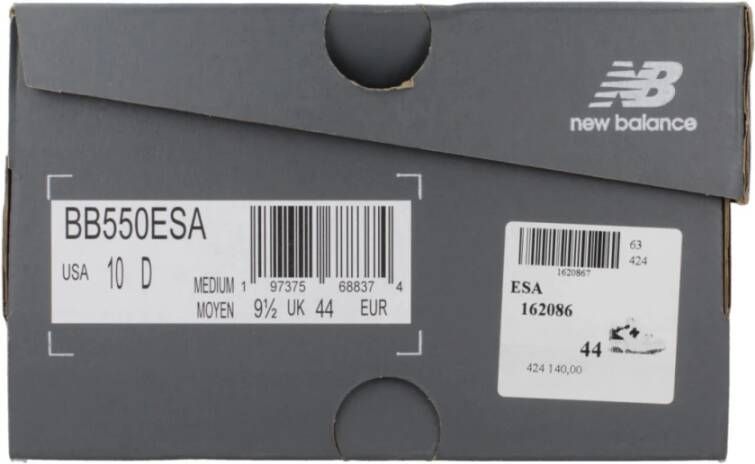 NB
new balance
BB550ESA
USA 10 D
MEDIUM 1 97375 68837 4
MOYEN 9½ UK 44 EUR
63
424
1620867
ESA
162086
44
424 140,00